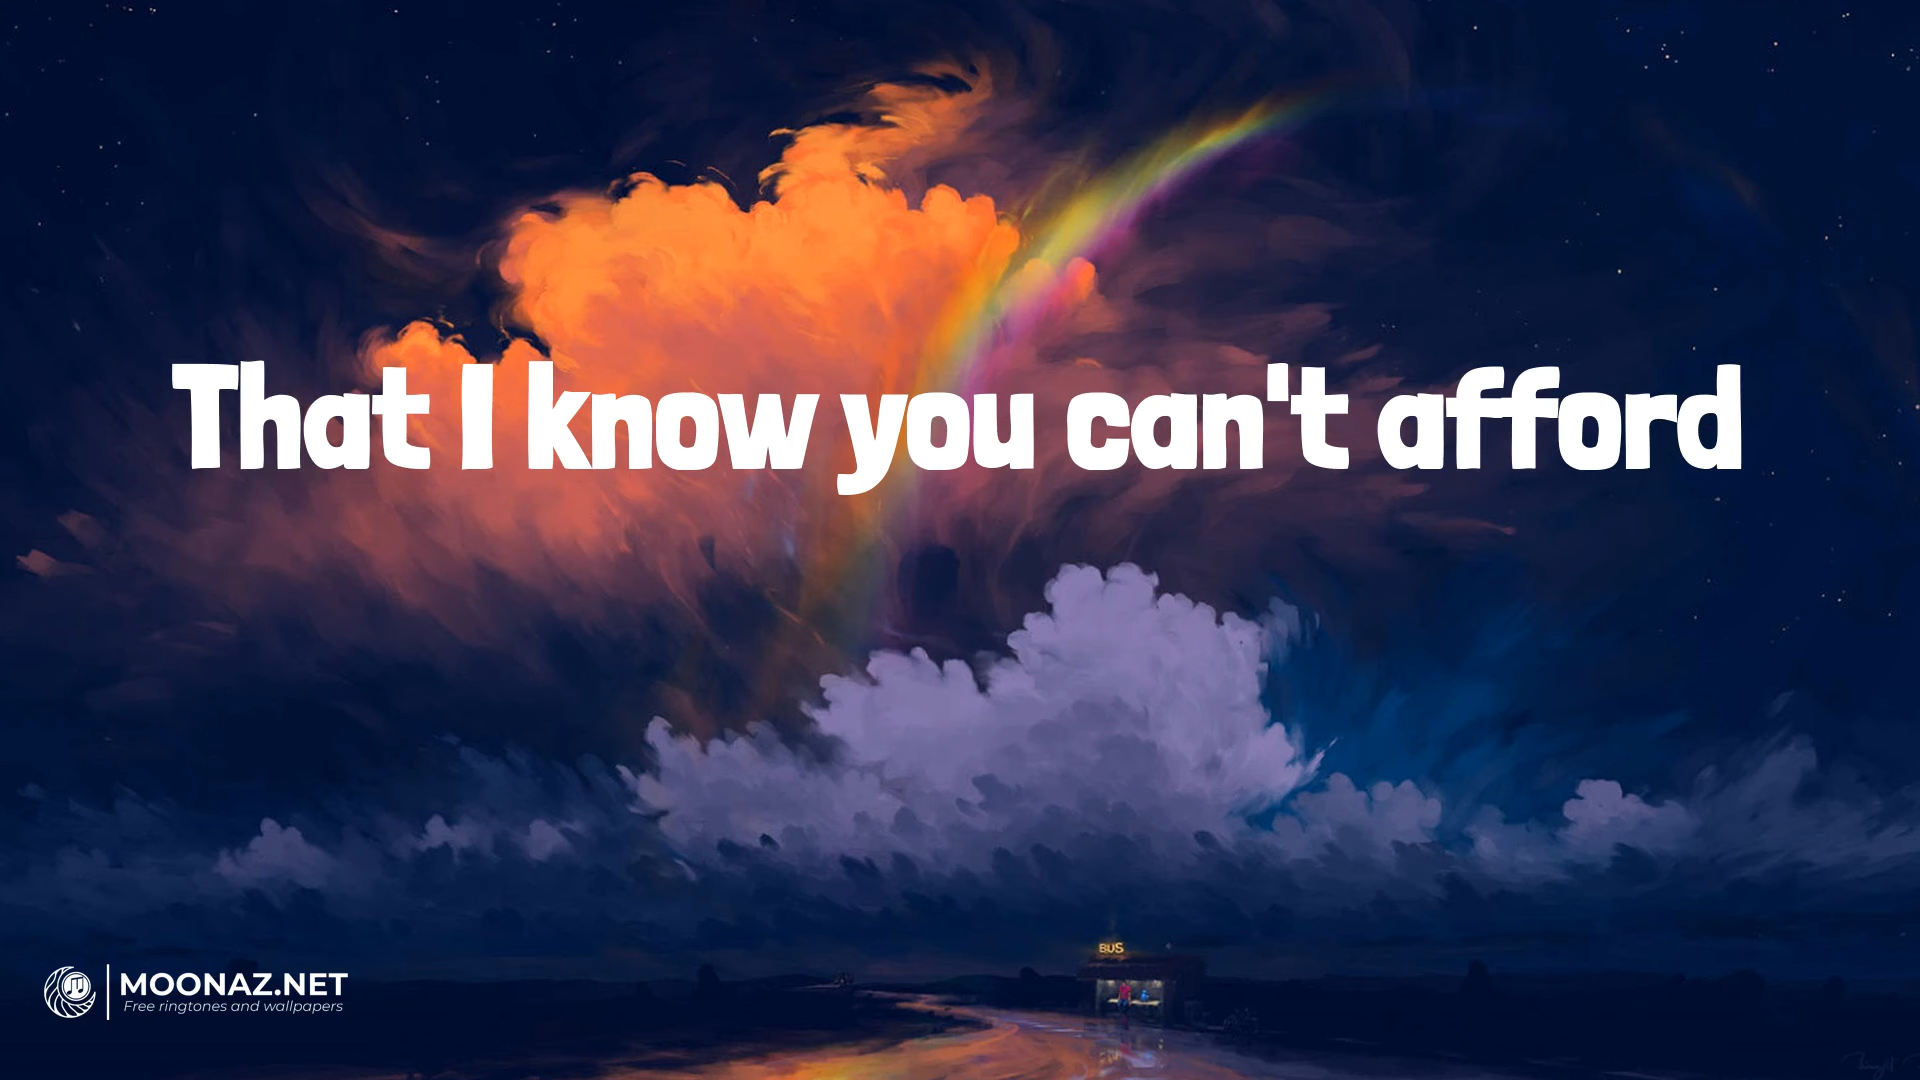 That I know you can't afford
BUS
MOONAZ.NET
Free ringtones and wallpapers